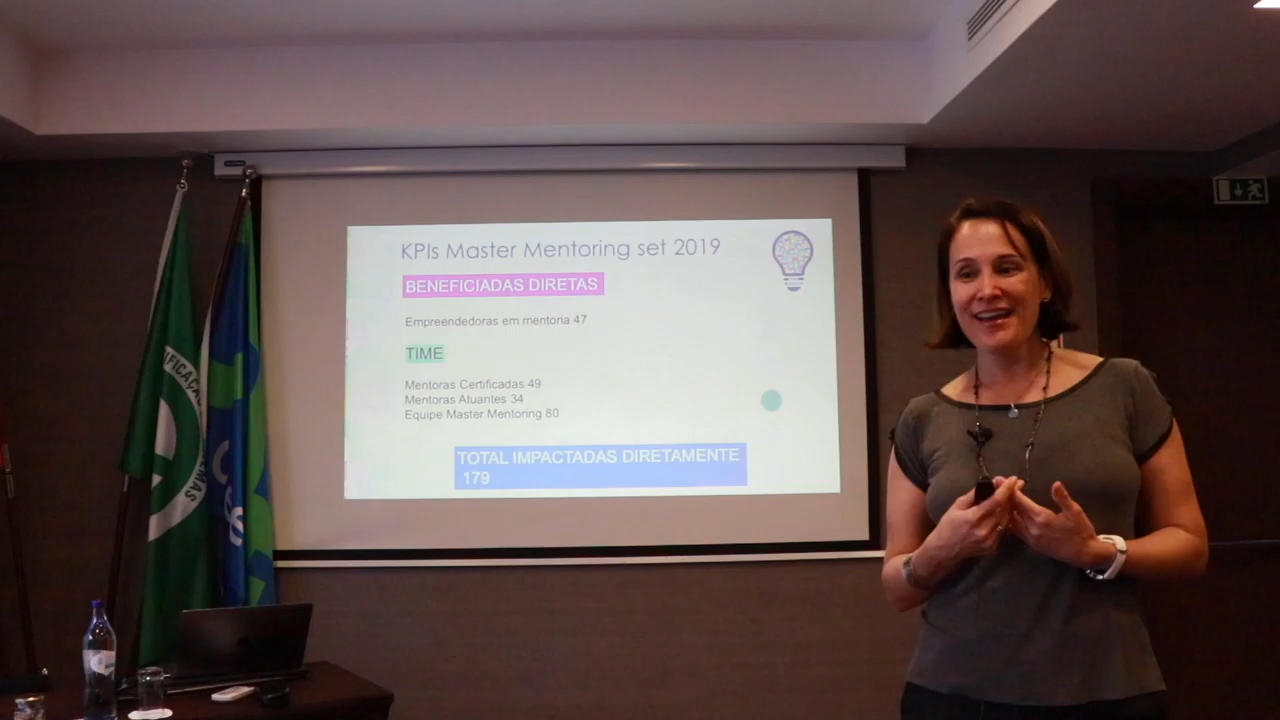 KPIs Master Mentoring set 2019
BENEFICIADAS DIRETAS
Empreendedoras em mentoria 47
TIME
Mentoras Certificadas 49
Mentoras Atuantes 34
Equipe Master Mentoring 80
TOTAL IMPACTADAS DIRETAMENTE
179